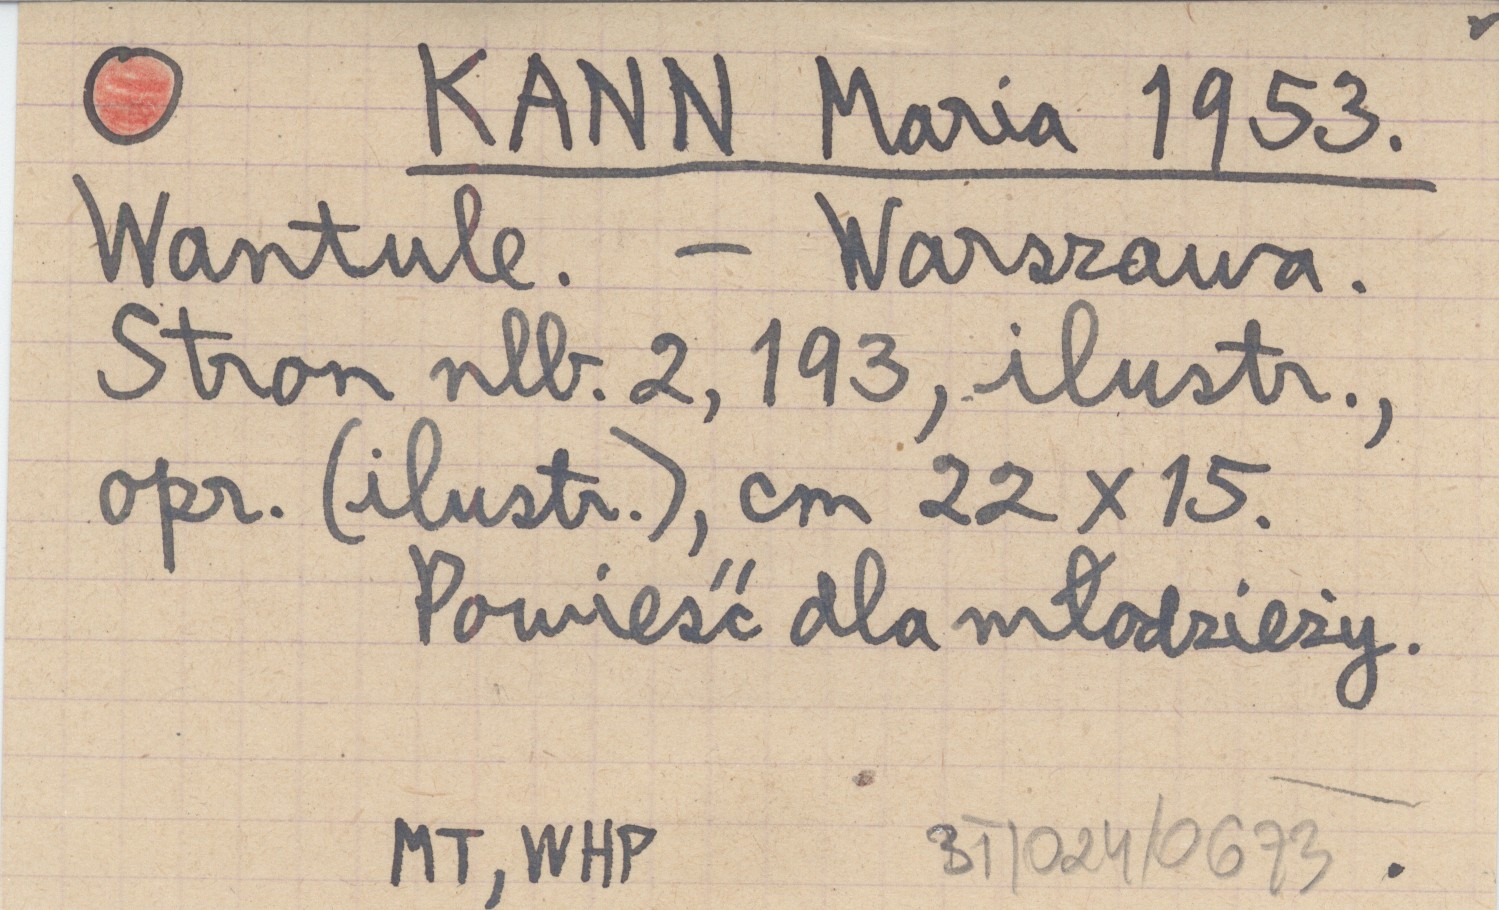 KANN Maria 1953.
Wantule. – Warszawa.
Stron nlb. 2, 193, ilustr.,
opr. (ilustr.), cm 22 x 15.
Powieść dla młodzieży.
MT, WHP
BT/024/0673